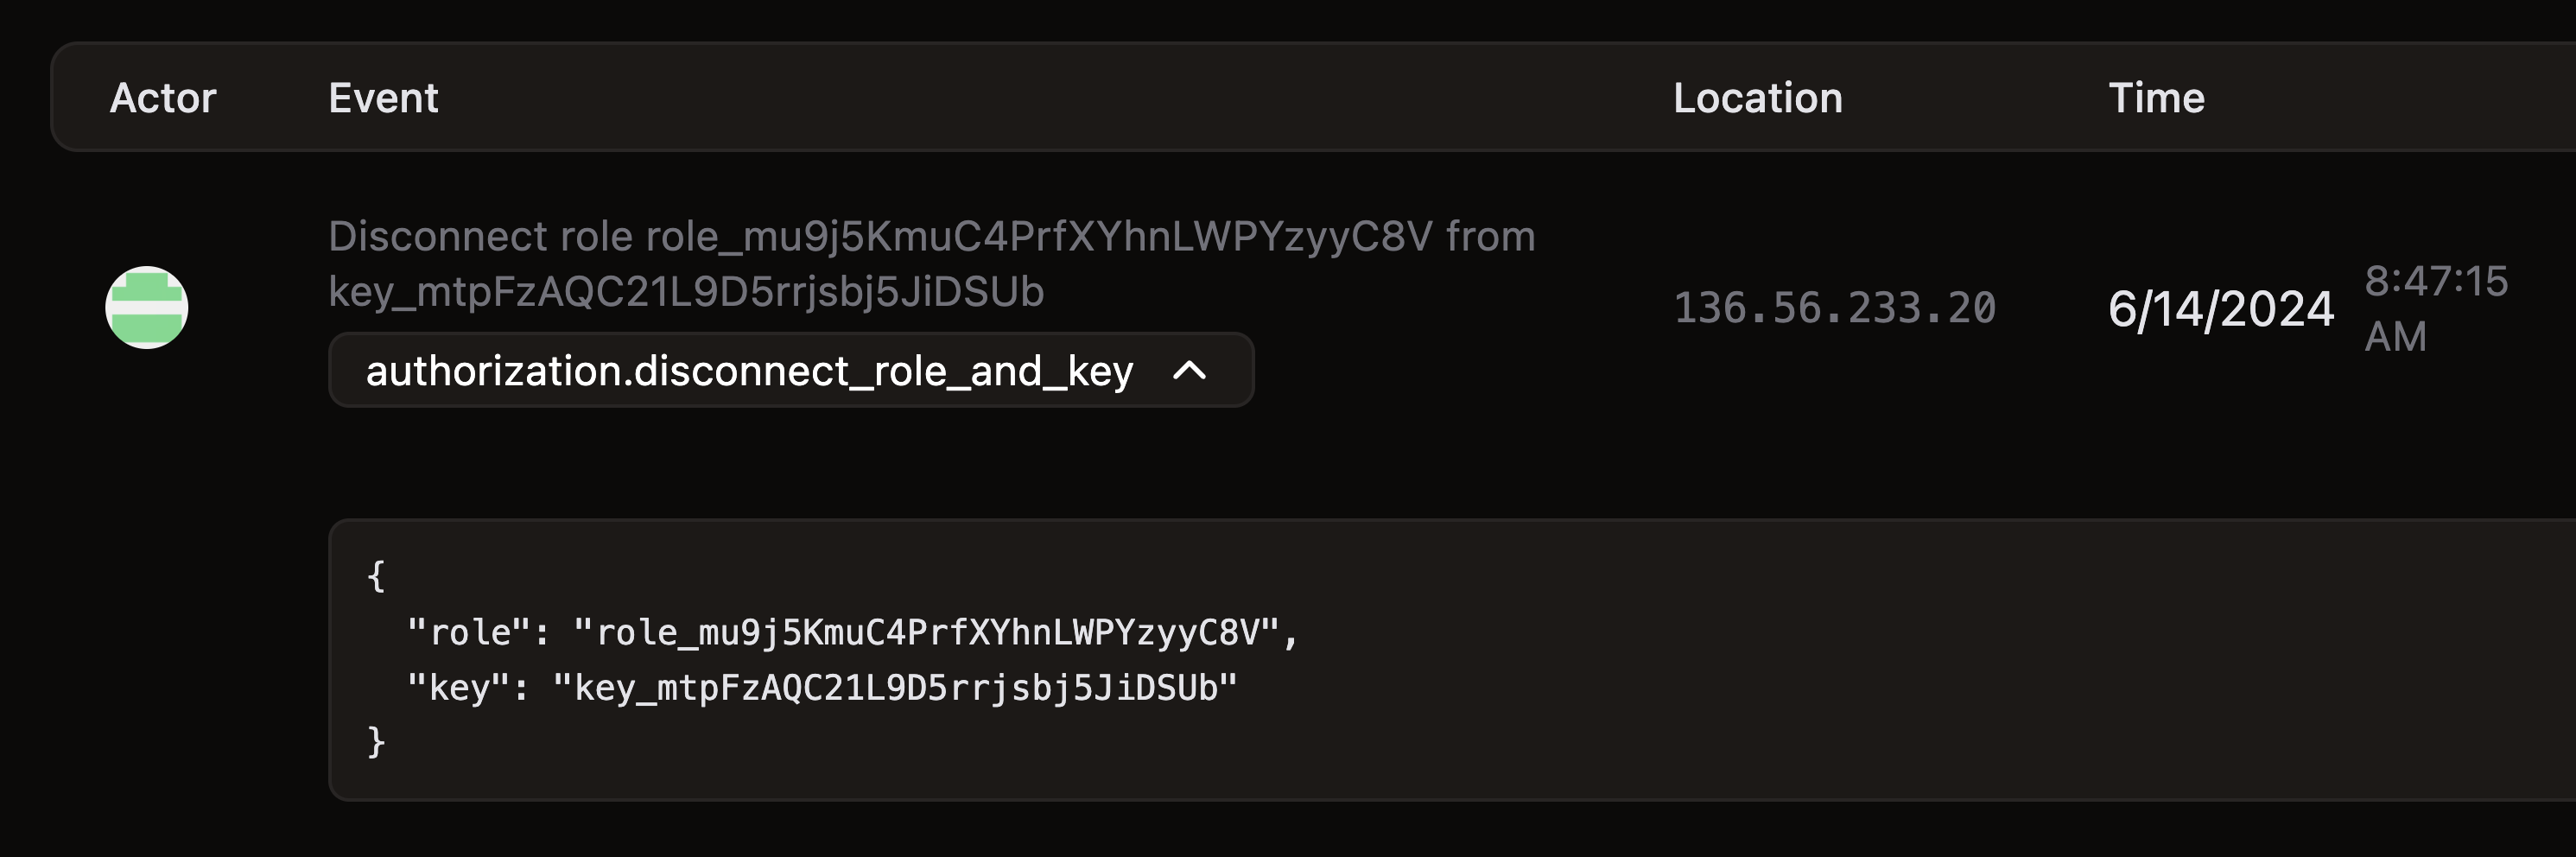 Actor Event Location Time
Disconnect role role_mu9j5KmuC4PrfXYhnLWPYzyyC8V from
key_mtpFzAQC21L9D5rrjsbj5JiDSUb
authorization.disconnect_role_and_key
136.56.233.20
6/14/2024
8:47:15
AM
{
"role": "role_mu9j5KmuC4PrfXYhnLWPYzyyC8V",
"key": "key_mtpFzAQC21L9D5rrjsbj5JiDSUb"
}